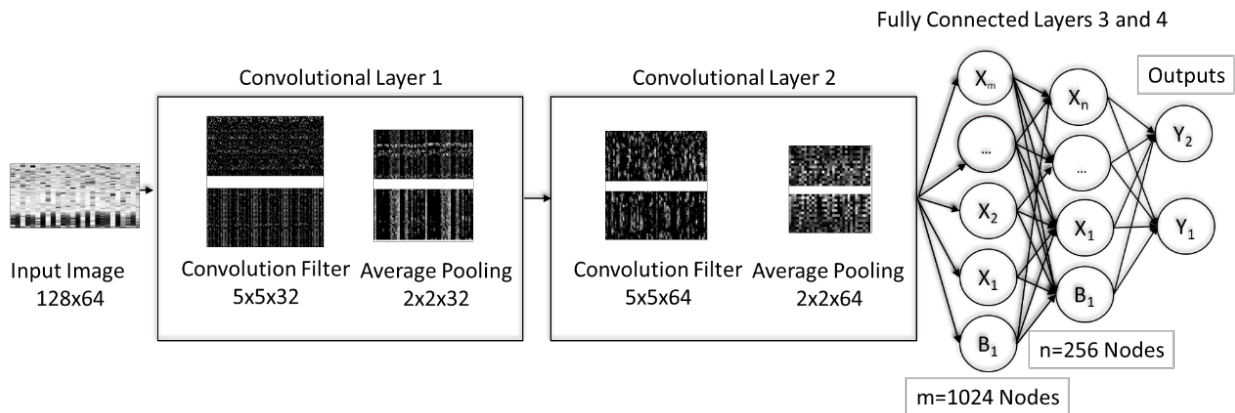 Fully Connected Layers 3 and 4
Convolutional Layer 1
Convolutional Layer 2
Outputs
Input Image
128x64
Convolution Filter
5x5x32
Average Pooling
2x2x32
Convolution Filter
5x5x64
Average Pooling
2x2x64
Xₘ
...
X₂
X₁
B₁
m=1024 Nodes
Xₙ
...
X₁
B₁
n=256 Nodes
Y₂
Y₁